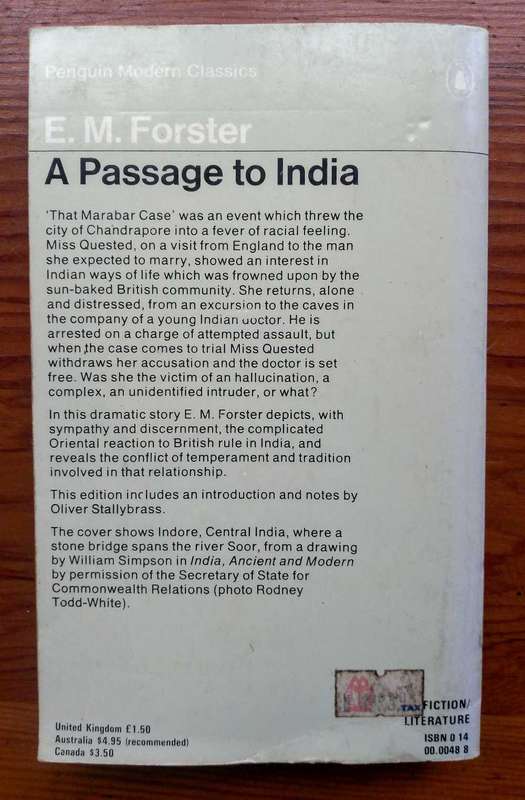 Penguin Modern Classics
E. M. Forster
A Passage to India
'That Marabar Case' was an event which threw the
city of Chandrapore into a fever of racial feeling.
Miss Quested, on a visit from England to the man
she expected to marry, showed an interest in
Indian ways of life which was frowned upon by the
sun-baked British community. She returns, alone
and distressed, from an excursion to the caves in
the company of a young Indian doctor. He is
arrested on a charge of attempted assault, but
when the case comes to trial Miss Quested
withdraws her accusation and the doctor is set
free. Was she the victim of an hallucination, a
complex, an unidentified intruder, or what?
In this dramatic story E. M. Forster depicts, with
sympathy and discernment, the complicated
Oriental reaction to British rule in India, and
reveals the conflict of temperament and tradition
involved in that relationship.
This edition includes an introduction and notes by
Oliver Stallybrass.
The cover shows Indore, Central India, where a
stone bridge spans the river Soor, from a drawing
by William Simpson in India, Ancient and Modern
by permission of the Secretary of State for
Commonwealth Relations (photo Rodney
Todd-White).
United Kingdom £1.50
Australia $4.95 (recommended)
Canada $3.50
TAX
FICTION/
LITERATURE
ISBN 0 14
00.0048 8